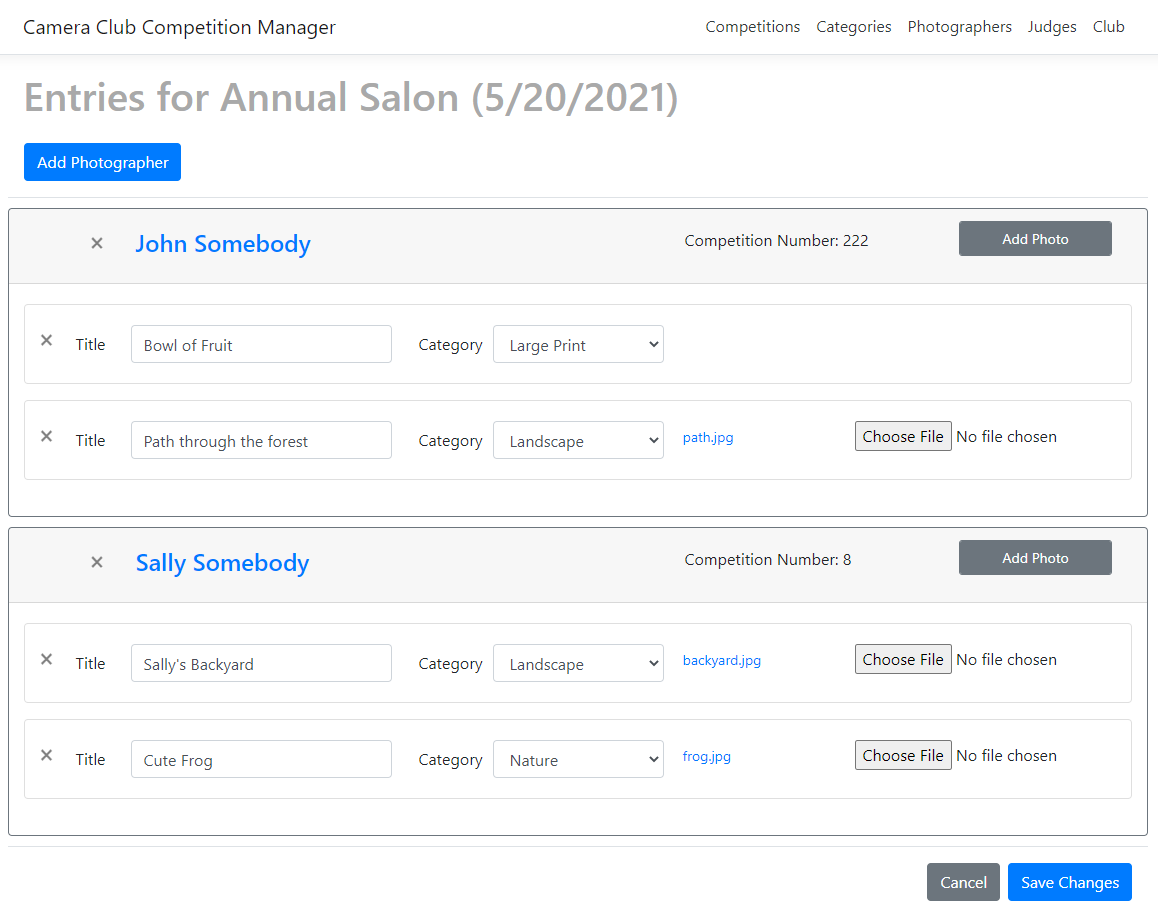 Camera Club Competition Manager Competitions Categories Photographers Judges Club
Entries for Annual Salon (5/20/2021)
Add Photographer
× John Somebody Competition Number: 222 Add Photo
× Title Bowl of Fruit Category Large Print
× Title Path through the forest Category Landscape path.jpg Choose File No file chosen
× Sally Somebody Competition Number: 8 Add Photo
× Title Sally's Backyard Category Landscape backyard.jpg Choose File No file chosen
× Title Cute Frog Category Nature frog.jpg Choose File No file chosen
Cancel Save Changes